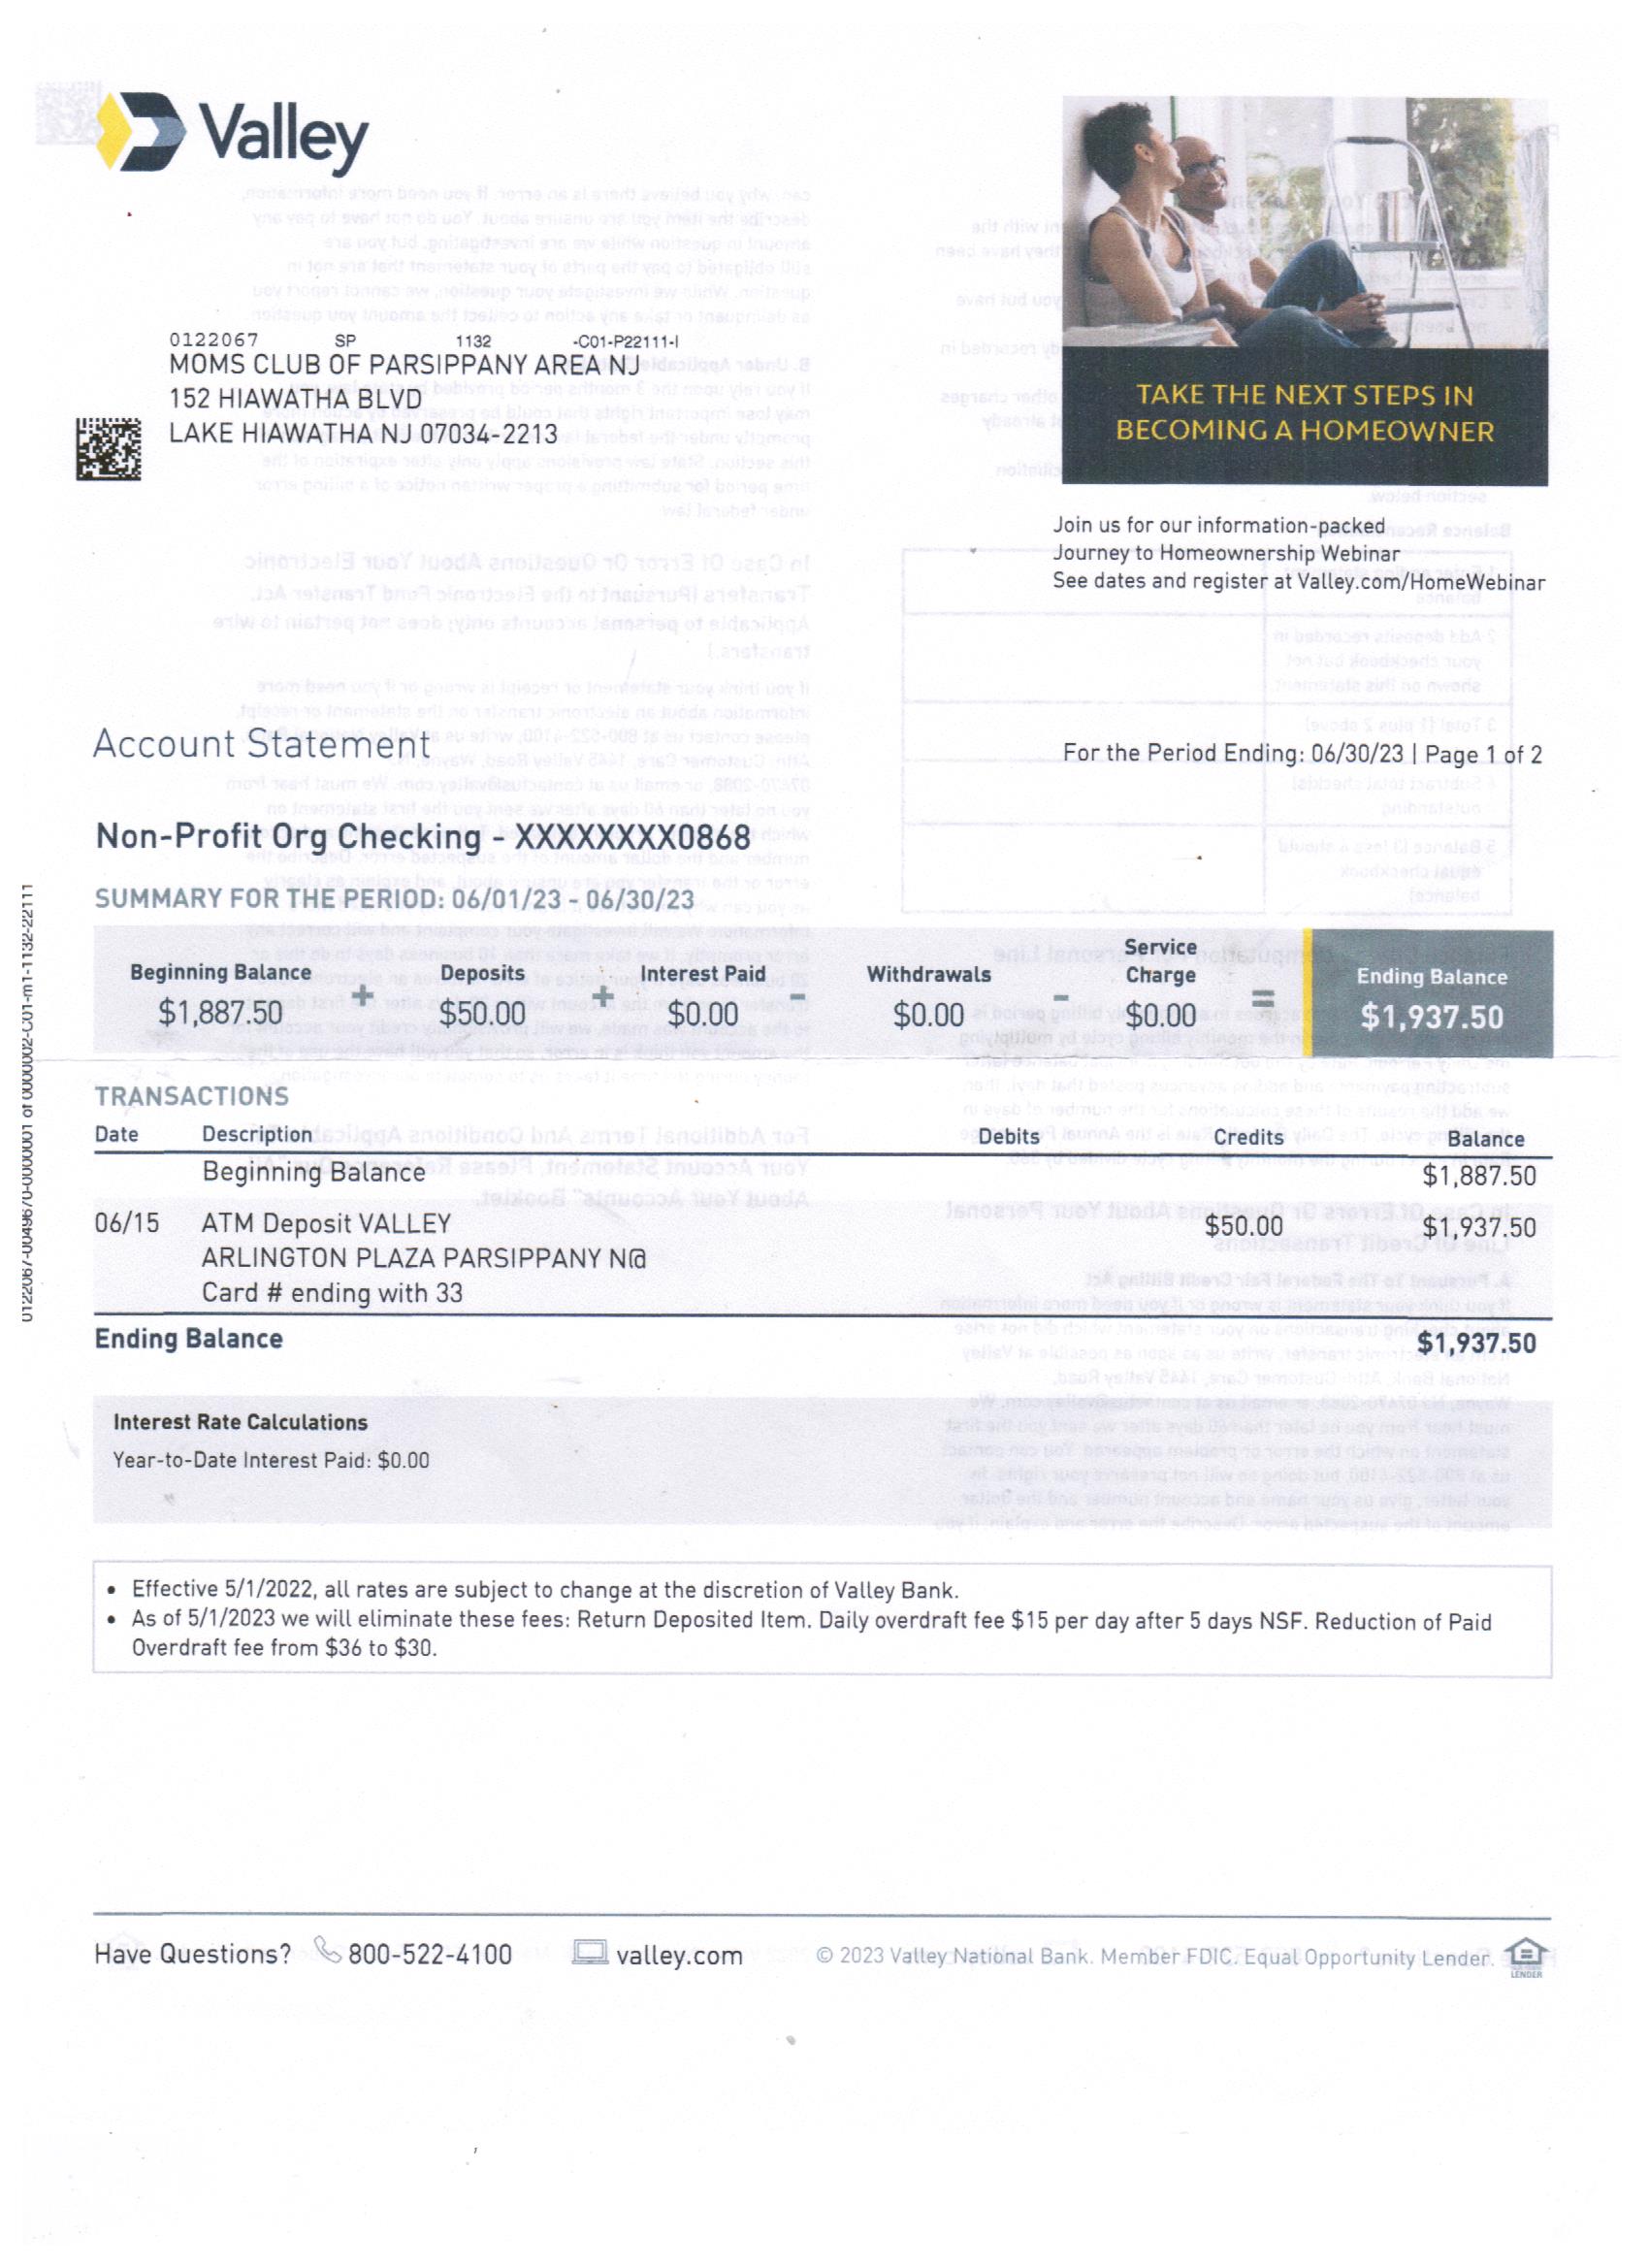 Valley
TAKE THE NEXT STEPS IN
BECOMING A HOMEOWNER
Join us for our information-packed
Journey to Homeownership Webinar
See dates and register at Valley.com/HomeWebinar
0122067 SP 1132 -C01-P22111-I
MOMS CLUB OF PARSIPPANY AREA NJ
152 HIAWATHA BLVD
LAKE HIAWATHA NJ 07034-2213
Account Statement
For the Period Ending: 06/30/23 | Page 1 of 2
Non-Profit Org Checking - XXXXXXXX0868
SUMMARY FOR THE PERIOD: 06/01/23 - 06/30/23
Beginning Balance + Deposits + Interest Paid - Withdrawals - Service Charge = Ending Balance
$1,887.50 $50.00 $0.00 $0.00 $0.00 $1,937.50
TRANSACTIONS
Date Description Debits Credits Balance
Beginning Balance $1,887.50
06/15 ATM Deposit VALLEY $50.00 $1,937.50
ARLINGTON PLAZA PARSIPPANY N@
Card # ending with 33
Ending Balance $1,937.50
Interest Rate Calculations
Year-to-Date Interest Paid: $0.00
• Effective 5/1/2022, all rates are subject to change at the discretion of Valley Bank.
• As of 5/1/2023 we will eliminate these fees: Return Deposited Item. Daily overdraft fee $15 per day after 5 days NSF. Reduction of Paid
Overdraft fee from $36 to $30.
Have Questions? 800-522-4100 valley.com © 2023 Valley National Bank. Member FDIC. Equal Opportunity Lender.
LENDER